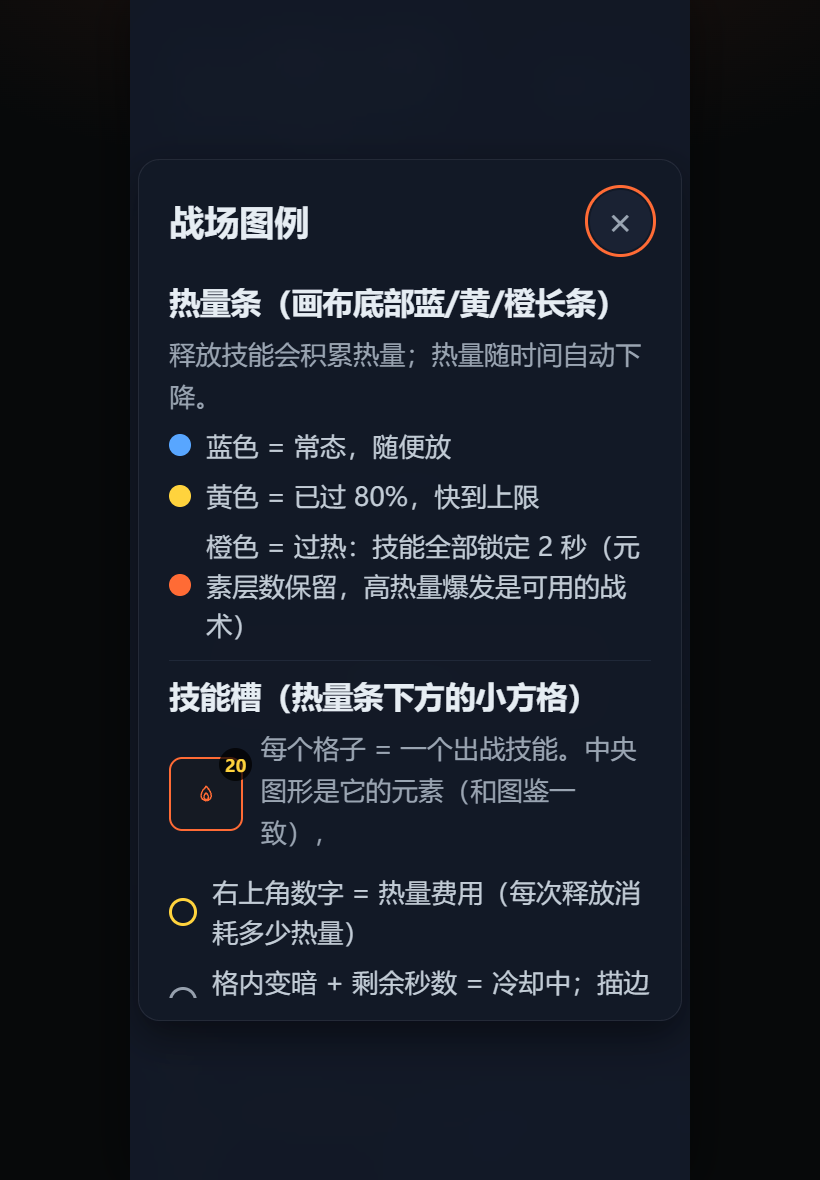 战场图例
热量条（画布底部蓝/黄/橙长条）
释放技能会积累热量；热量随时间自动下
降。
蓝色 = 常态，随便放
黄色 = 已过 80%，快到上限
橙色 = 过热：技能全部锁定 2 秒（元
素层数保留，高热量爆发是可用的战
术）
技能槽（热量条下方的小方格）
20
每个格子 = 一个出战技能。中央
图形是它的元素（和图鉴一
致），
右上角数字 = 热量费用（每次释放消
耗多少热量）
格内变暗 + 剩余秒数 = 冷却中；描边